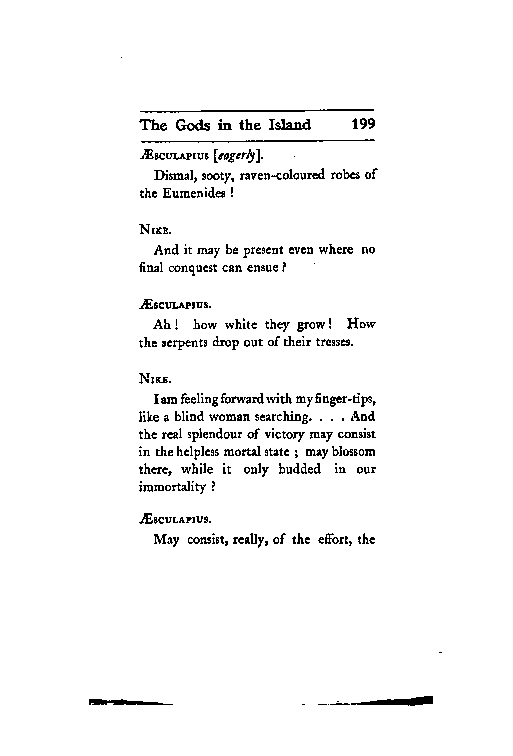 The Gods in the Island 199
ÆSCULAPIUS [eagerly].
Dismal, sooty, raven-coloured robes of
the Eumenides !
NIKE.
And it may be present even where no
final conquest can ensue ?
ÆSCULAPIUS.
Ah ! how white they grow ! How
the serpents drop out of their tresses.
NIKE.
I am feeling forward with my finger-tips,
like a blind woman searching. . . . And
the real splendour of victory may consist
in the helpless mortal state ; may blossom
there, while it only budded in our
immortality ?
ÆSCULAPIUS.
May consist, really, of the effort, the